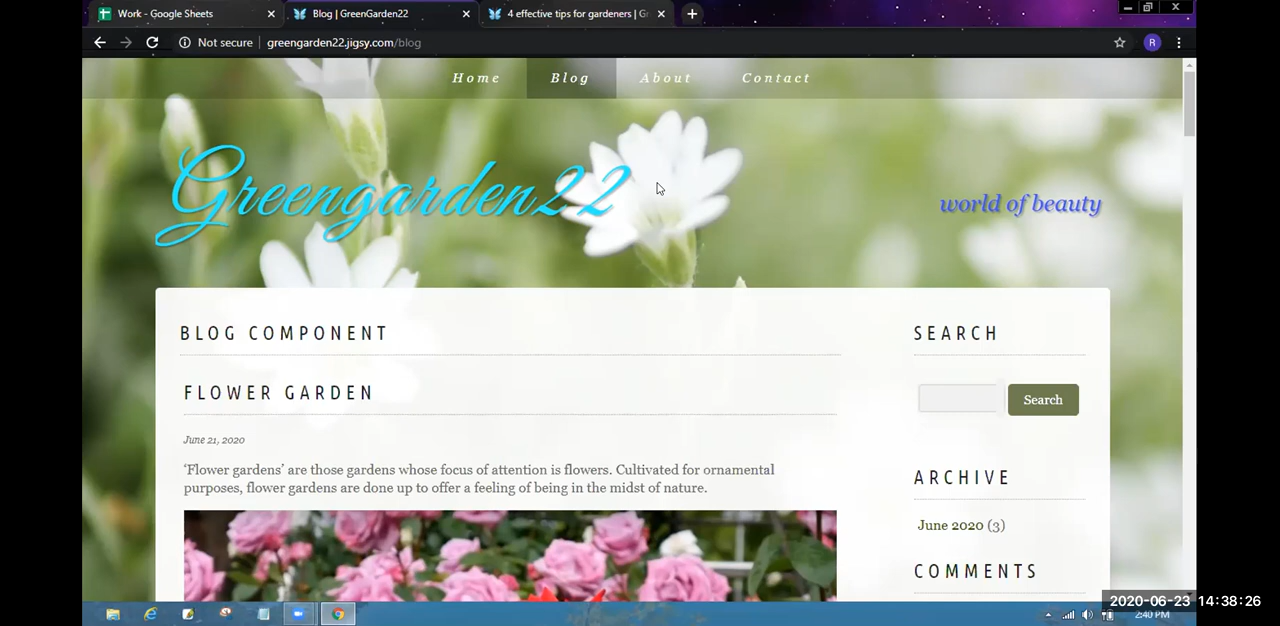 Work - Google Sheets
Blog | GreenGarden22
4 effective tips for gardeners | Gr
Not secure
greengarden22.jigsy.com/blog
R
Home Blog About Contact
Greengarden22
world of beauty
BLOG COMPONENT
SEARCH
FLOWER GARDEN
Search
June 21, 2020
'Flower gardens' are those gardens whose focus of attention is flowers. Cultivated for ornamental
purposes, flower gardens are done up to offer a feeling of being in the midst of nature.
ARCHIVE
June 2020 (3)
COMMENTS
2020-06-23 14:38:26
2:40 PM